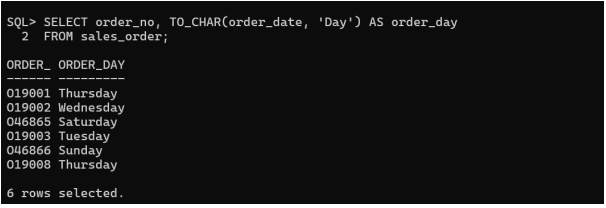 SQL> SELECT order_no, TO_CHAR(order_date, 'Day') AS order_day
  2  FROM sales_order;
ORDER_ ORDER_DAY
------ ---------
O19001 Thursday
O19002 Wednesday
O46865 Saturday
O19003 Tuesday
O46866 Sunday
O19008 Thursday
6 rows selected.